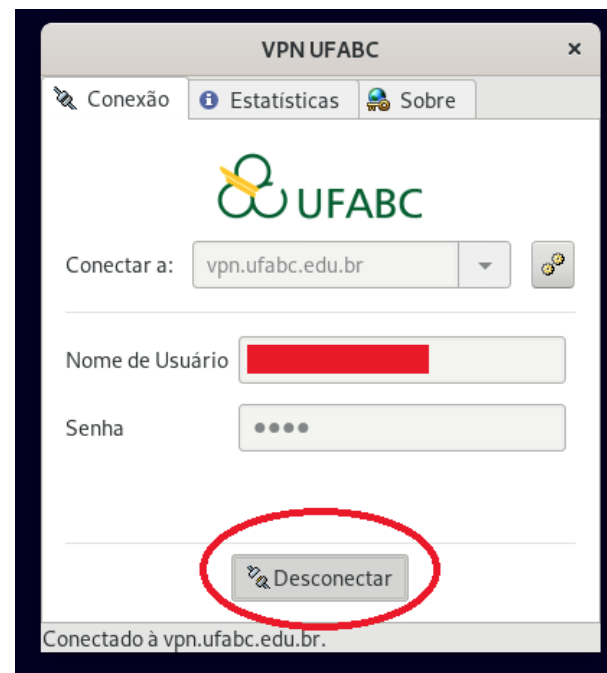 VPN UFABC ×
Conexão Estatísticas Sobre
UFABC
Conectar a: vpn.ufabc.edu.br
Nome de Usuário
Senha ••••
Desconectar
Conectado à vpn.ufabc.edu.br.